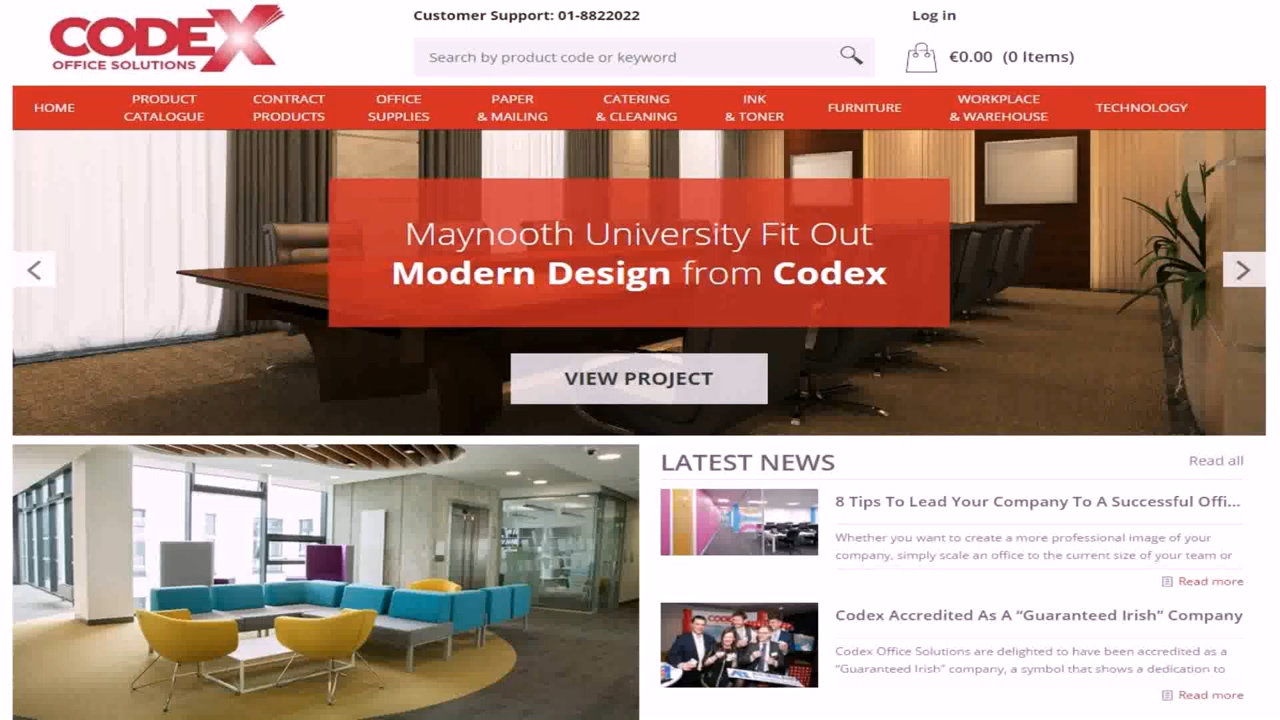 CODEX
OFFICE SOLUTIONS
Customer Support: 01-8822022
Log in
Search by product code or keyword
€0.00 (0 Items)
HOME
PRODUCT
CATALOGUE
CONTRACT
PRODUCTS
OFFICE
SUPPLIES
PAPER
& MAILING
CATERING
& CLEANING
INK
& TONER
FURNITURE
WORKPLACE
& WAREHOUSE
TECHNOLOGY
Maynooth University Fit Out
Modern Design from Codex
VIEW PROJECT
LATEST NEWS
Read all
8 Tips To Lead Your Company To A Successful Offi...
Whether you want to create a more professional image of your
company, simply scale an office to the current size of your team or
Read more
Codex Accredited As A “Guaranteed Irish” Company
Codex Office Solutions are delighted to have been accredited as a
“Guaranteed Irish” company, a symbol that shows a dedication to
Read more